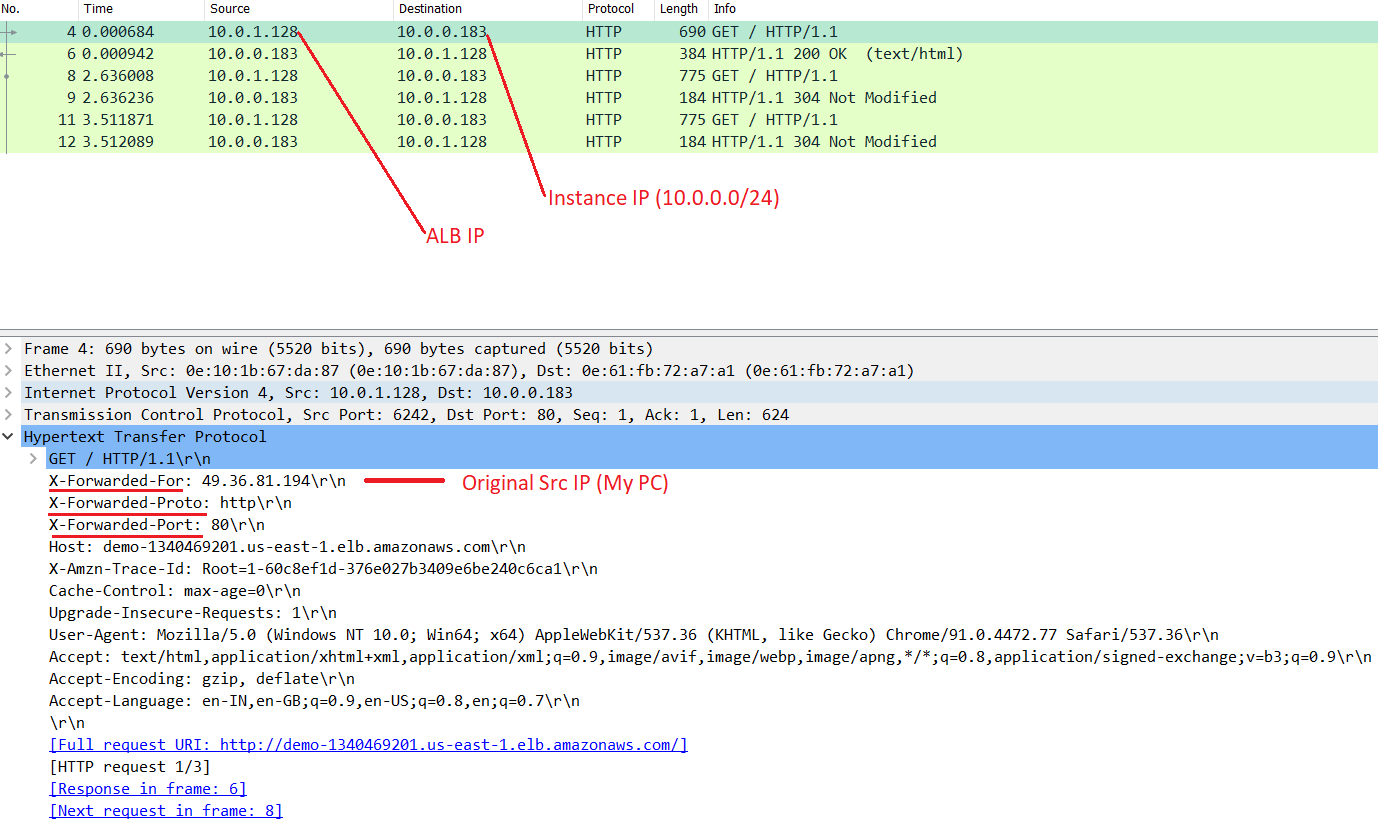 No. Time Source Destination Protocol Length Info
4 0.000684 10.0.1.128 10.0.0.183 HTTP 690 GET / HTTP/1.1
6 0.000942 10.0.0.183 10.0.1.128 HTTP 384 HTTP/1.1 200 OK (text/html)
8 2.636008 10.0.1.128 10.0.0.183 HTTP 775 GET / HTTP/1.1
9 2.636236 10.0.0.183 10.0.1.128 HTTP 184 HTTP/1.1 304 Not Modified
11 3.511871 10.0.1.128 10.0.0.183 HTTP 775 GET / HTTP/1.1
12 3.512089 10.0.0.183 10.0.1.128 HTTP 184 HTTP/1.1 304 Not Modified
Instance IP (10.0.0.0/24)
ALB IP
Frame 4: 690 bytes on wire (5520 bits), 690 bytes captured (5520 bits)
Ethernet II, Src: 0e:10:1b:67:da:87 (0e:10:1b:67:da:87), Dst: 0e:61:fb:72:a7:a1 (0e:61:fb:72:a7:a1)
Internet Protocol Version 4, Src: 10.0.1.128, Dst: 10.0.0.183
Transmission Control Protocol, Src Port: 6242, Dst Port: 80, Seq: 1, Ack: 1, Len: 624
Hypertext Transfer Protocol
GET / HTTP/1.1\r\n
X-Forwarded-For: 49.36.81.194\r\n Original Src IP (My PC)
X-Forwarded-Proto: http\r\n
X-Forwarded-Port: 80\r\n
Host: demo-1340469201.us-east-1.elb.amazonaws.com\r\n
X-Amzn-Trace-Id: Root=1-60c8ef1d-376e027b3409e6be240c6ca1\r\n
Cache-Control: max-age=0\r\n
Upgrade-Insecure-Requests: 1\r\n
User-Agent: Mozilla/5.0 (Windows NT 10.0; Win64; x64) AppleWebKit/537.36 (KHTML, like Gecko) Chrome/91.0.4472.77 Safari/537.36\r\n
Accept: text/html,application/xhtml+xml,application/xml;q=0.9,image/avif,image/webp,image/apng,*/*;q=0.8,application/signed-exchange;v=b3;q=0.9\r\n
Accept-Encoding: gzip, deflate\r\n
Accept-Language: en-IN,en-GB;q=0.9,en-US;q=0.8,en;q=0.7\r\n
\r\n
[Full request URI: http://demo-1340469201.us-east-1.elb.amazonaws.com/]
[HTTP request 1/3]
[Response in frame: 6]
[Next request in frame: 8]